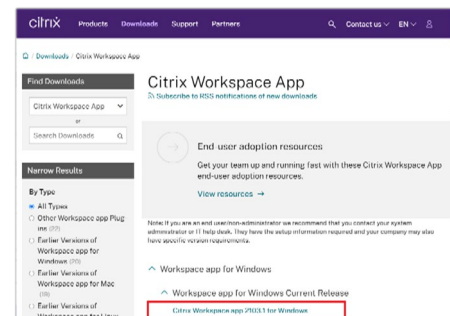 citrix Products Downloads Support Partners Contact us EN
/ Downloads / Citrix Workspace App
Find Downloads
Citrix Workspace App
or
Search Downloads
Narrow Results
By Type
All Types
Other Workspace app Plug-ins (22)
Earlier Versions of
Workspace app for
Windows (20)
Earlier Versions of
Workspace app for Mac
(18)
Earlier Versions of
Workspace app for Linux
Citrix Workspace App
Subscribe to RSS notifications of new downloads
End-user adoption resources
Get your team up and running fast with these Citrix Workspace App
end-user adoption resources.
View resources →
Note: If you are an end user/non-administrator we recommend that you contact your system
administrator or IT help desk. They have the setup information required and your company may also
have specific version requirements.
Workspace app for Windows
Workspace app for Windows Current Release
Citrix Workspace app 2103.1 for Windows